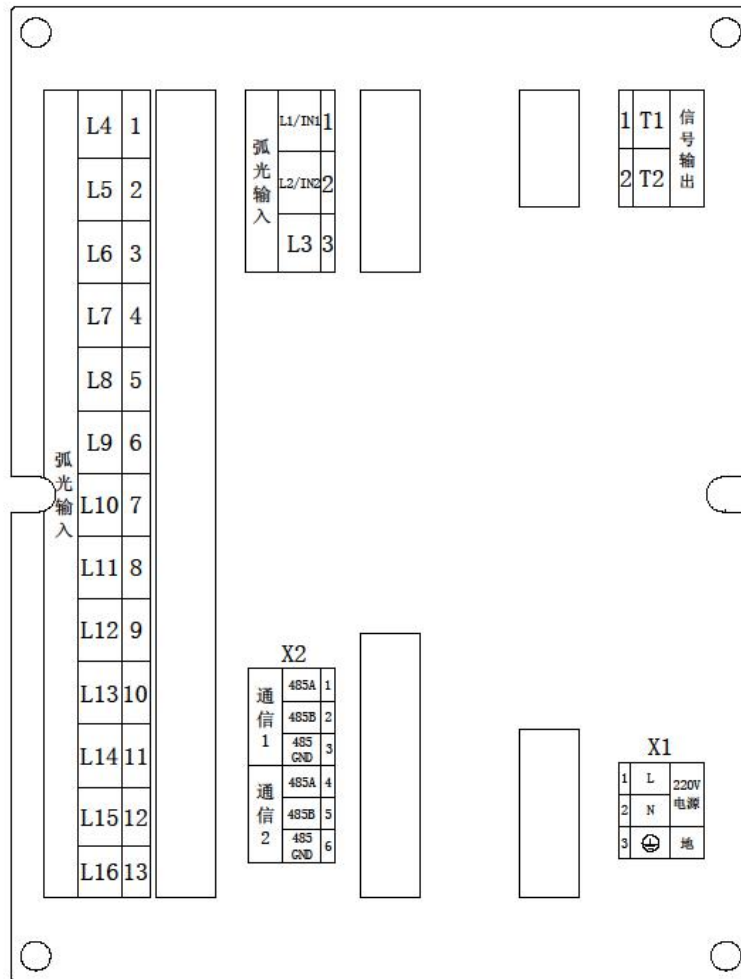 弧光输入
L4 1
L5 2
L6 3
L7 4
L8 5
L9 6
L10 7
L11 8
L12 9
L13 10
L14 11
L15 12
L16 13
弧光输入
L1/IN1 1
L2/IN2 2
L3 3
1 T1
2 T2
信号输出
X2
通信1
485A 1
485B 2
485 GND 3
通信2
485A 4
485B 5
485 GND 6
X1
1 L
2 N
220V
电源
3 地